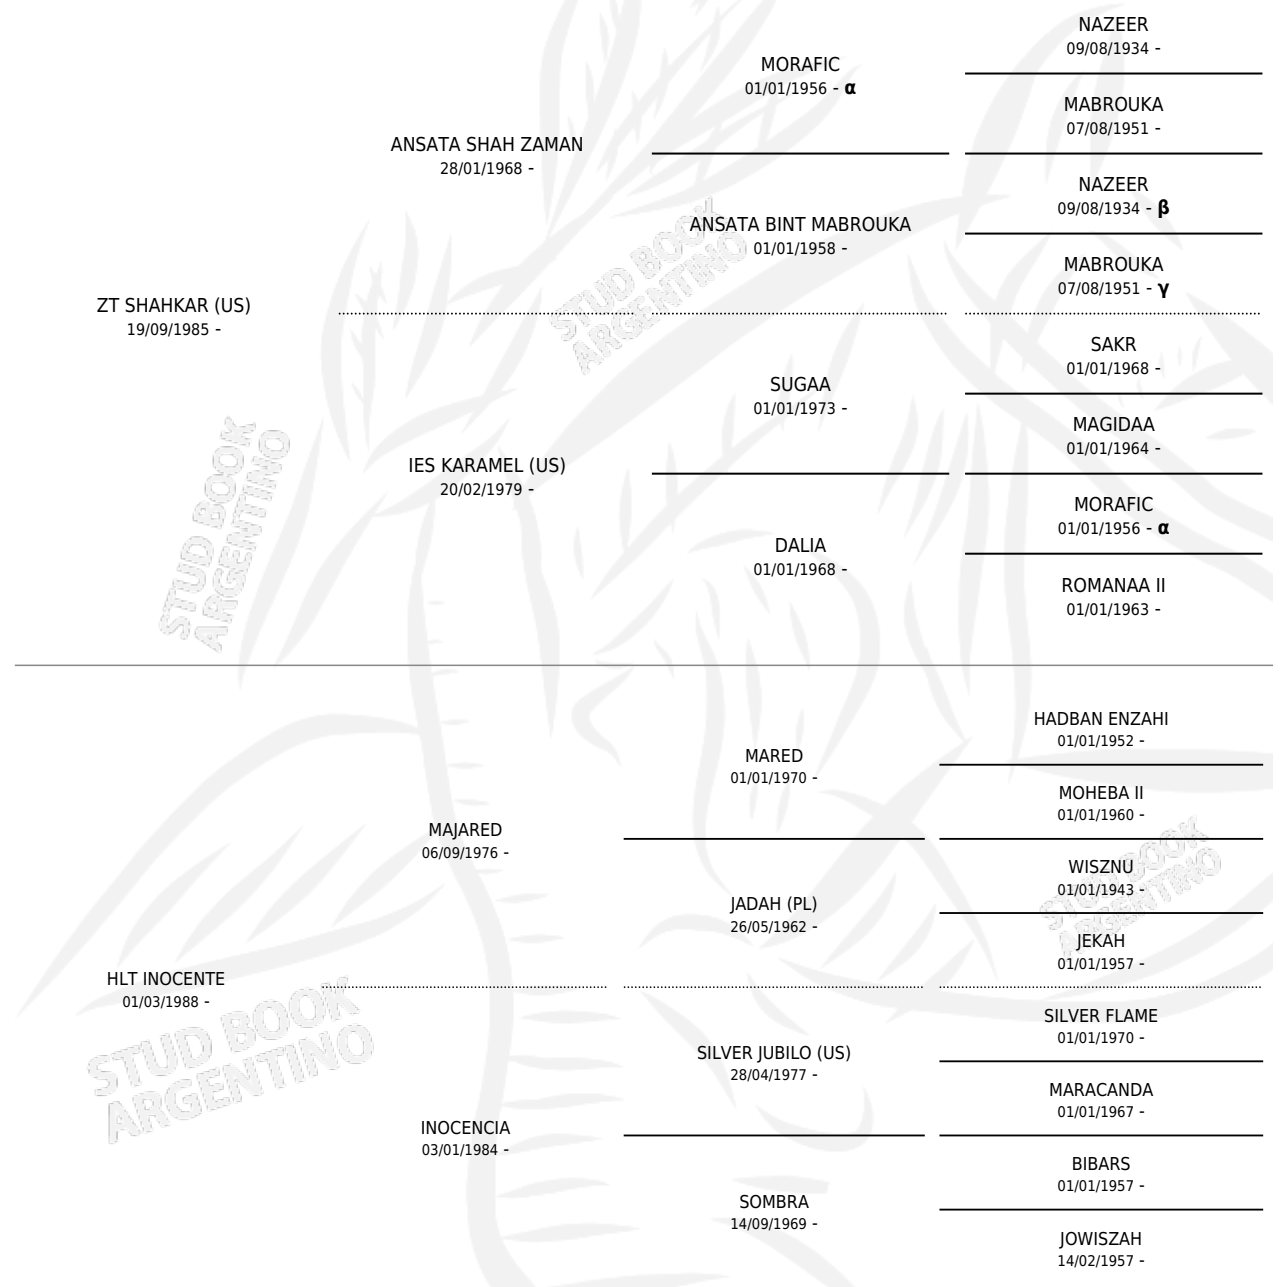 NAZEER
09/08/1934 -
MORAFIC
01/01/1956 - α
MABROUKA
07/08/1951 -
ANSATA SHAH ZAMAN
28/01/1968 -
NAZEER
09/08/1934 - β
ANSATA BINT MABROUKA
01/01/1958 -
MABROUKA
07/08/1951 - γ
ZT SHAHKAR (US)
19/09/1985 -
SAKR
01/01/1968 -
SUGAA
01/01/1973 -
MAGIDAA
01/01/1964 -
IES KARAMEL (US)
20/02/1979 -
MORAFIC
01/01/1956 - α
DALIA
01/01/1968 -
ROMANAA II
01/01/1963 -
STUD BOOK
ARGENTINO
STUD BOOK
ARGENTINO
HADBAN ENZAHI
01/01/1952 -
MARED
01/01/1970 -
MOHEBA II
01/01/1960 -
MAJARED
06/09/1976 -
WISZNU
01/01/1943 -
JADAH (PL)
26/05/1962 -
JEKAH
01/01/1957 -
STUD BOOK
ARGENTINO
HLT INOCENTE
01/03/1988 -
SILVER FLAME
01/01/1970 -
SILVER JUBILO (US)
28/04/1977 -
MARACANDA
01/01/1967 -
INOCENCIA
03/01/1984 -
BIBARS
01/01/1957 -
SOMBRA
14/09/1969 -
JOWISZAH
14/02/1957 -
STUD BOOK
ARGENTINO